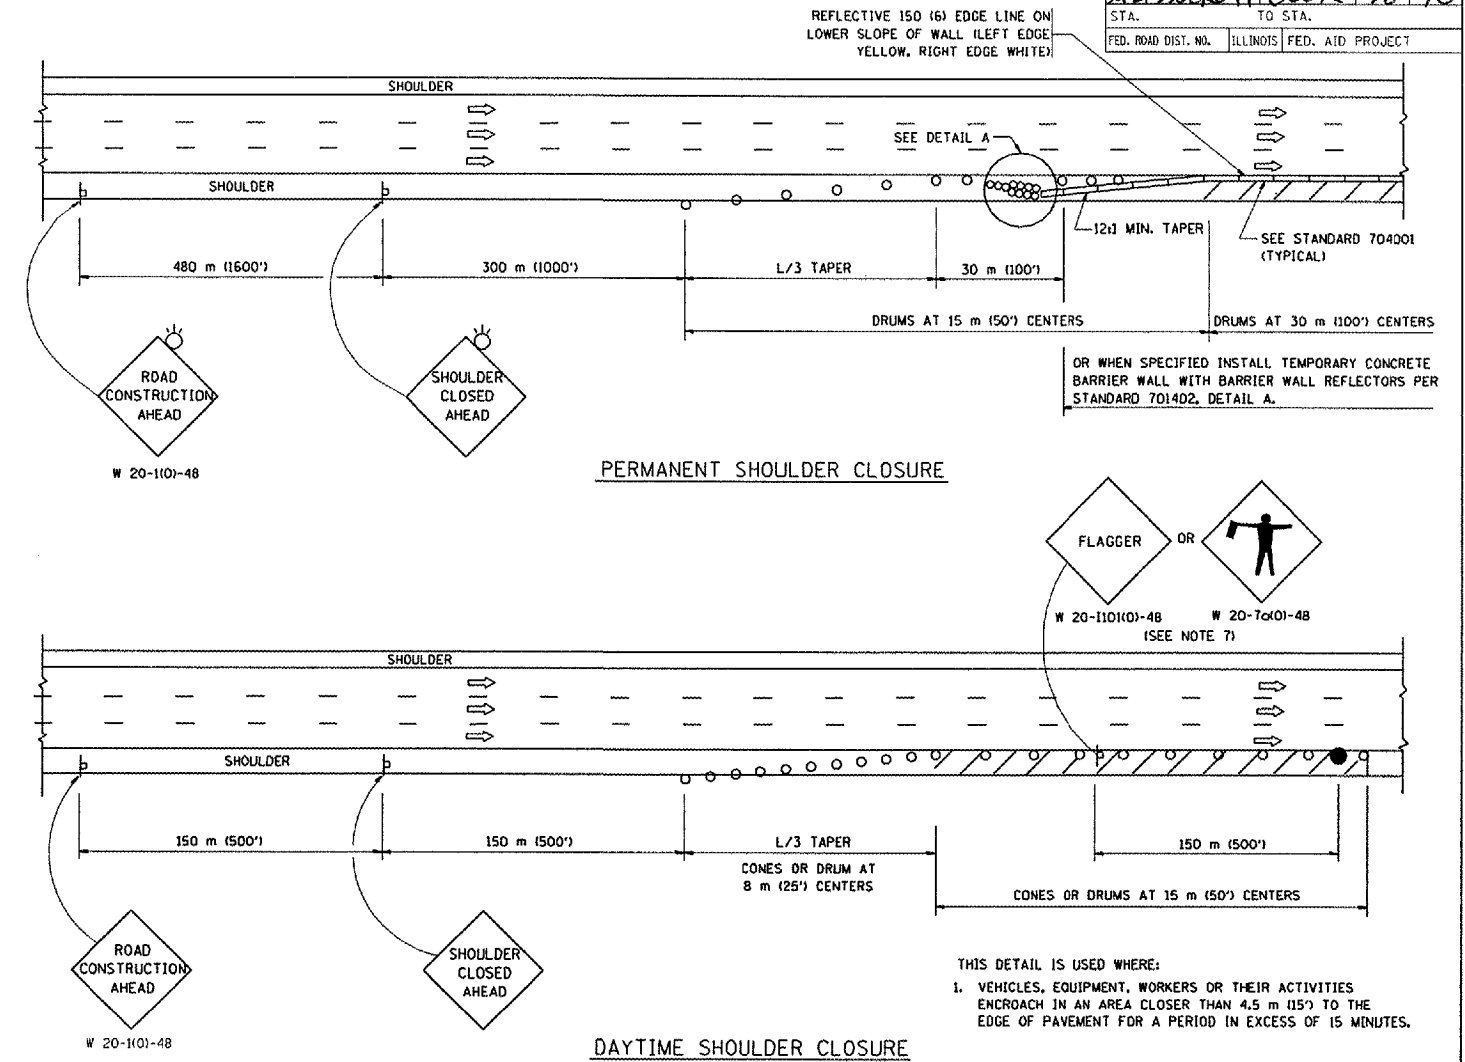 REFLECTIVE 150 (6) EDGE LINE ON
LOWER SLOPE OF WALL (LEFT EDGE
YELLOW, RIGHT EDGE WHITE)
STA. TO STA.
FED. ROAD DIST. NO. ILLINOIS FED. AID PROJECT
SHOULDER
SEE DETAIL A
SHOULDER
12:1 MIN. TAPER
SEE STANDARD 704001
(TYPICAL)
480 m (1600')
300 m (1000')
L/3 TAPER
30 m (100')
DRUMS AT 15 m (50') CENTERS
DRUMS AT 30 m (100') CENTERS
OR WHEN SPECIFIED INSTALL TEMPORARY CONCRETE
BARRIER WALL WITH BARRIER WALL REFLECTORS PER
STANDARD 701402, DETAIL A.
ROAD
CONSTRUCTION
AHEAD
W 20-1(O)-48
SHOULDER
CLOSED
AHEAD
PERMANENT SHOULDER CLOSURE
FLAGGER
OR
W 20-I101(O)-48
W 20-7a(O)-48
(SEE NOTE 7)
SHOULDER
SHOULDER
150 m (500')
150 m (500')
L/3 TAPER
CONES OR DRUM AT
8 m (25') CENTERS
150 m (500')
CONES OR DRUMS AT 15 m (50') CENTERS
ROAD
CONSTRUCTION
AHEAD
W 20-1(O)-48
SHOULDER
CLOSED
AHEAD
THIS DETAIL IS USED WHERE:
1. VEHICLES, EQUIPMENT, WORKERS OR THEIR ACTIVITIES
ENCROACH IN AN AREA CLOSER THAN 4.5 m (15') TO THE
EDGE OF PAVEMENT FOR A PERIOD IN EXCESS OF 15 MINUTES.
DAYTIME SHOULDER CLOSURE